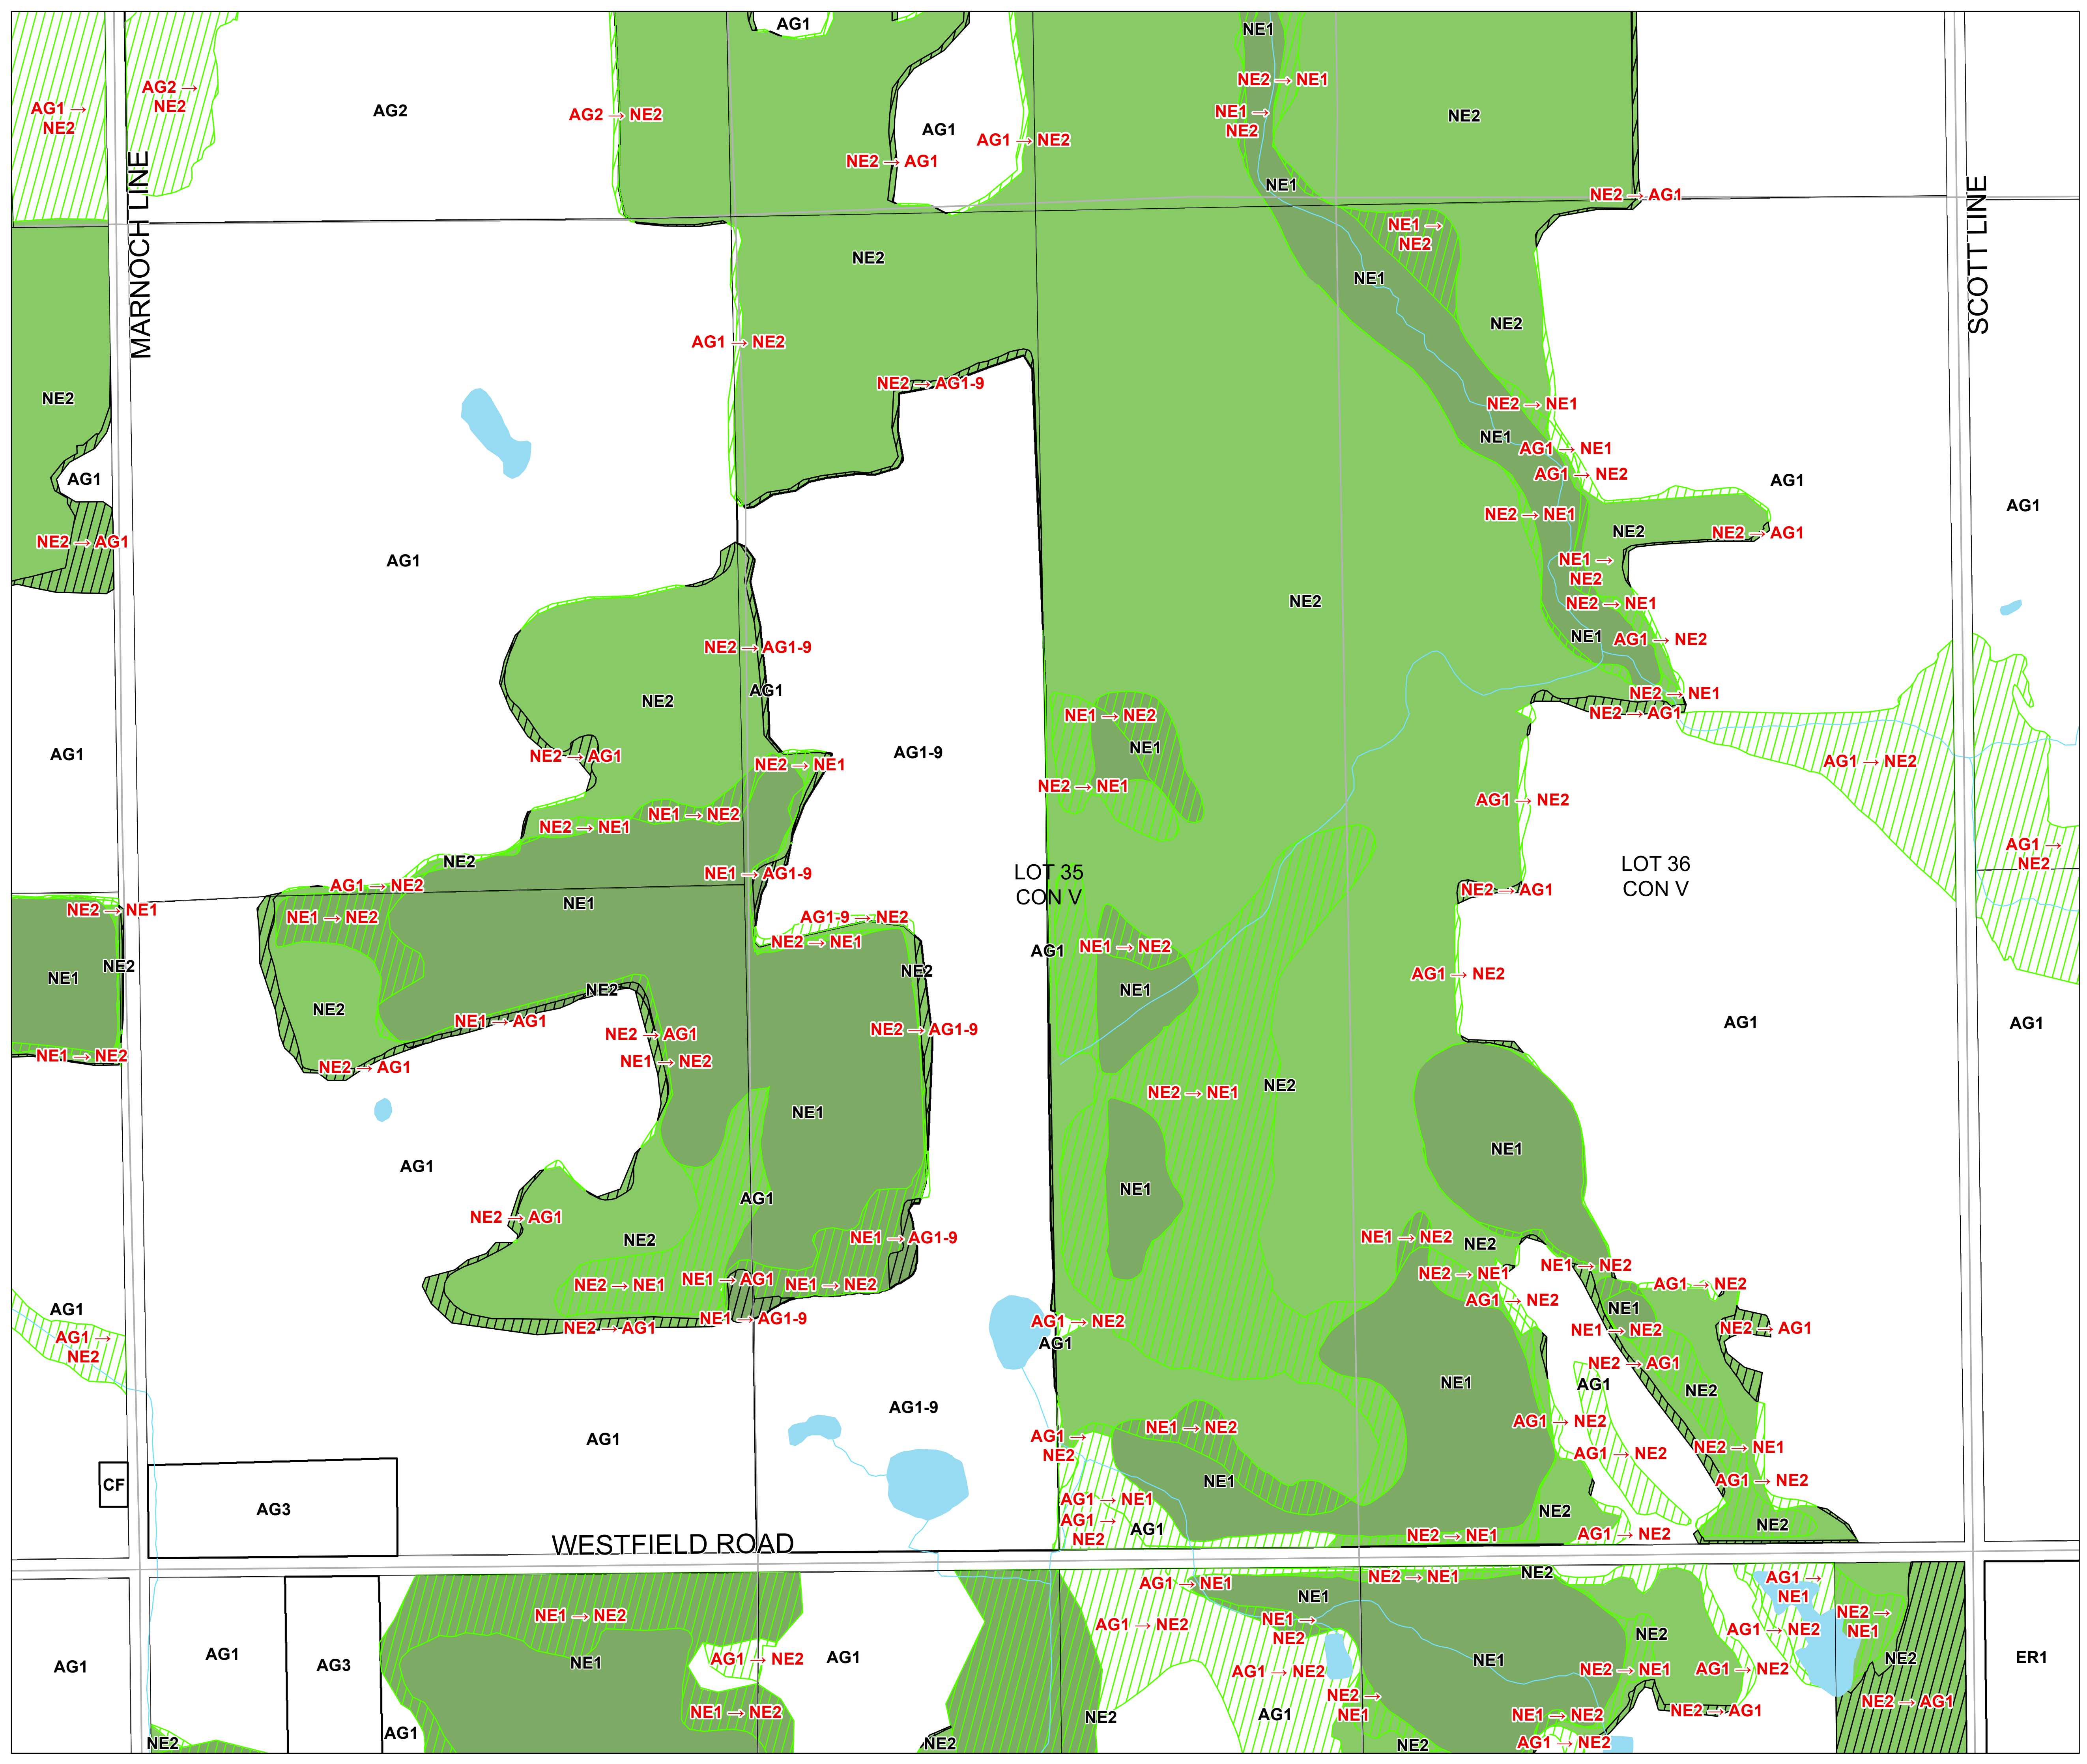 AG1
NE1
AG1 →
NE2
AG2 →
NE2
AG2
AG2 → NE2
AG1
NE2 → AG1
AG1 → NE2
NE2 → NE1
NE1 →
NE2
NE2
NE1
NE2 → AG1
MARNOCH LINE
SCOTT LINE
NE2
NE1 →
NE2
NE1
NE2
AG1 → NE2
NE2 → AG1-9
NE2
NE2 → NE1
NE1
AG1 → NE1
AG1 → NE2
AG1
AG1
AG1
NE2 → NE1
NE2
NE2 → AG1
NE2 → AG1
AG1
NE1 →
NE2
NE2
NE2 → NE1
NE1
AG1 → NE2
NE2 → AG1-9
AG1
NE2
NE2 → NE1
NE2 → AG1
NE1 → NE2
NE1
AG1
NE2 → AG1
NE2 → NE1
AG1-9
NE2 → NE1
AG1 → NE2
AG1 → NE2
NE1 → NE2
NE2 → NE1
AG1 →
NE2
NE2
AG1 → NE2
NE1 → AG1-9
LOT 35
CON V
LOT 36
CON V
NE2 → AG1
NE2 → NE1
NE1 → NE2
NE1
AG1-9 → NE2
NE2 → NE1
NE1 → NE2
AG1
NE1
NE2
NE2
AG1 → NE2
NE2
NE2
NE1
NE1 → AG1
NE2 → AG1
NE2 → AG1-9
AG1
AG1
NE1 → NE2
NE2 → AG1
NE1 → NE2
NE2 → NE1
NE2
NE1
NE1
AG1
AG1
NE1
NE2 → AG1
NE2
NE1 → AG1-9
NE1 → NE2
NE2
NE2 → NE1
NE1 → AG1
NE1 → NE2
NE2 → NE1
NE1 → NE2
AG1 → NE2
AG1
AG1 →
NE2
NE2 → AG1
NE1 → AG1-9
AG1 → NE2
AG1
AG1 → NE2
NE1
NE1 → NE2
NE2 → AG1
NE2 → AG1
NE1
AG1
NE2
AG1-9
AG1
AG1 →
NE2
NE1 → NE2
AG1 → NE2
AG1 → NE2
NE2 → NE1
AG1 → NE2
CF
AG3
NE1
AG1 → NE1
AG1 →
NE2
AG1
NE2
NE2 → NE1
AG1 → NE2
NE2
WESTFIELD ROAD
AG1 → NE1
NE1
NE2 → NE1
NE2
AG1 →
NE1
NE1 → NE2
AG1 → NE2
NE1 →
NE2
NE2
AG1 → NE2
NE2 →
NE1
AG1
AG1
AG3
NE1
AG1 → NE2
AG1
AG1 → NE2
NE1
NE2 → NE1
AG1 → NE2
NE2
ER1
NE1 → NE2
NE2 →
NE1
NE2 → AG1
NE2 → AG1
NE2
AG1
NE2
NE2
AG1
NE2
NE1 → NE2
AG1 → NE2